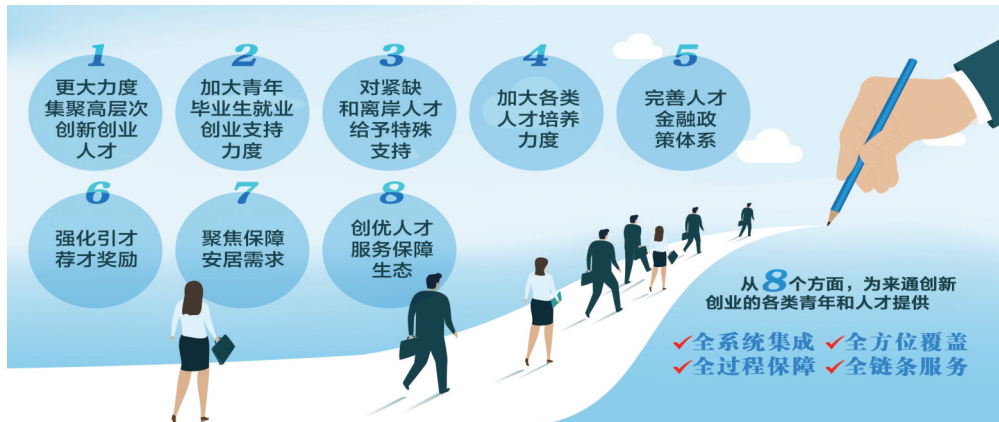 1
更大力度
集聚高层次
创新创业
人才
2
加大青年
毕业生就业
创业支持
力度
3
对紧缺
和离岸人才
给予特殊
支持
4
加大各类
人才培养
力度
5
完善人才
金融政
策体系
6
强化引才
荐才奖励
7
聚焦保障
安居需求
8
创优人才
服务保障
生态
从8个方面，为来通创新
创业的各类青年和人才提供
全系统集成 全方位覆盖
全过程保障 全链条服务